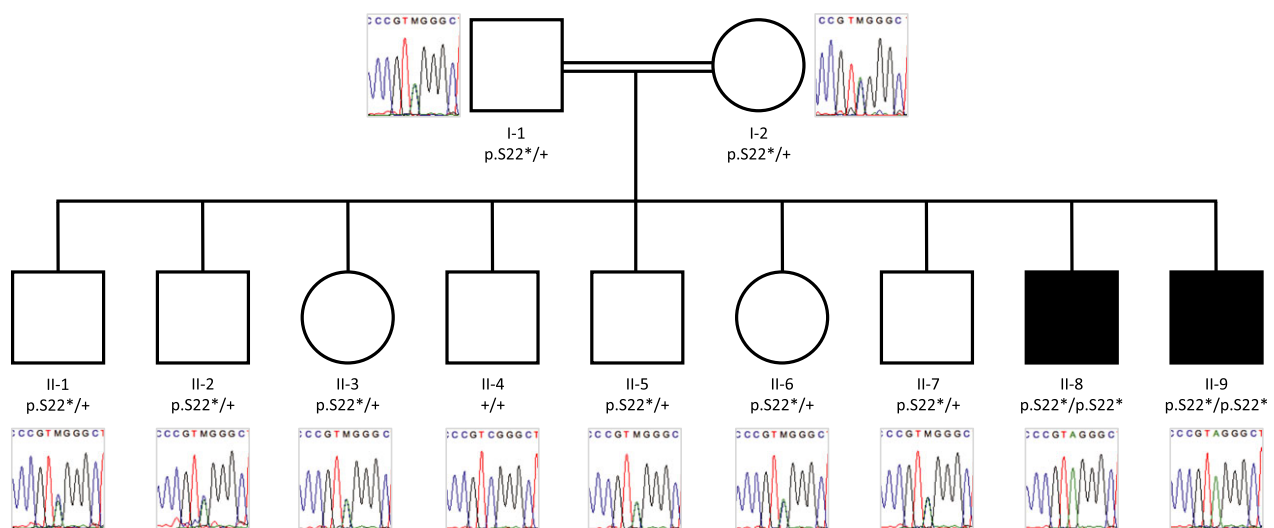 CCCGTMGGGC
CCGTMGGGC
I-1
p.S22*/+
I-2
p.S22*/+
II-1
p.S22*/+
II-2
p.S22*/+
II-3
p.S22*/+
II-4
+/+
II-5
p.S22*/+
II-6
p.S22*/+
II-7
p.S22*/+
II-8
p.S22*/p.S22*
II-9
p.S22*/p.S22*
CCCGTMGGGCT
CCCGTMGGGC
CCCGTMGGGC
CCCGTCGGGCT
CCCGTMGGGC
CCCGTMGGGC
CCCGTMGGGC
CCCGTAGGGC
CCCGTAGGGCT